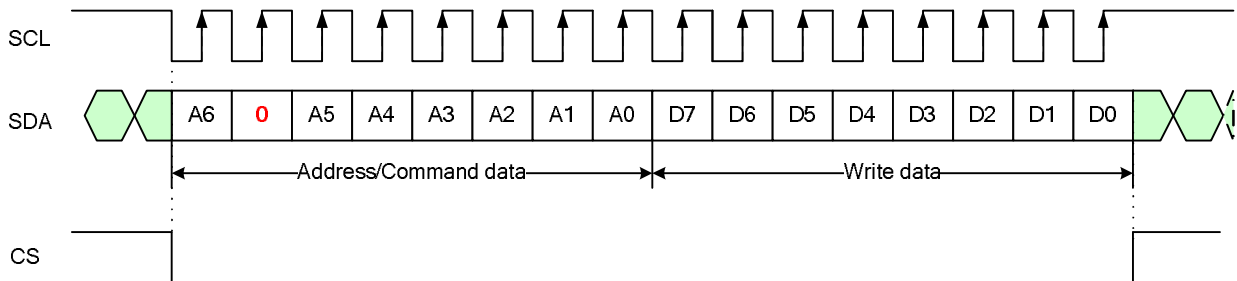 SCL
SDA A6 0 A5 A4 A3 A2 A1 A0 D7 D6 D5 D4 D3 D2 D1 D0
Address/Command data Write data
CS